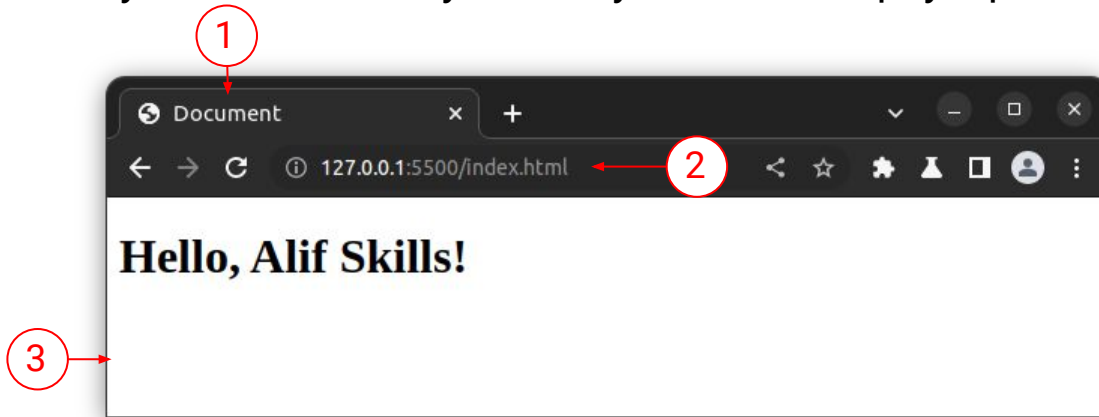 1
Document
127.0.0.1:5500/index.html
2
Hello, Alif Skills!
3